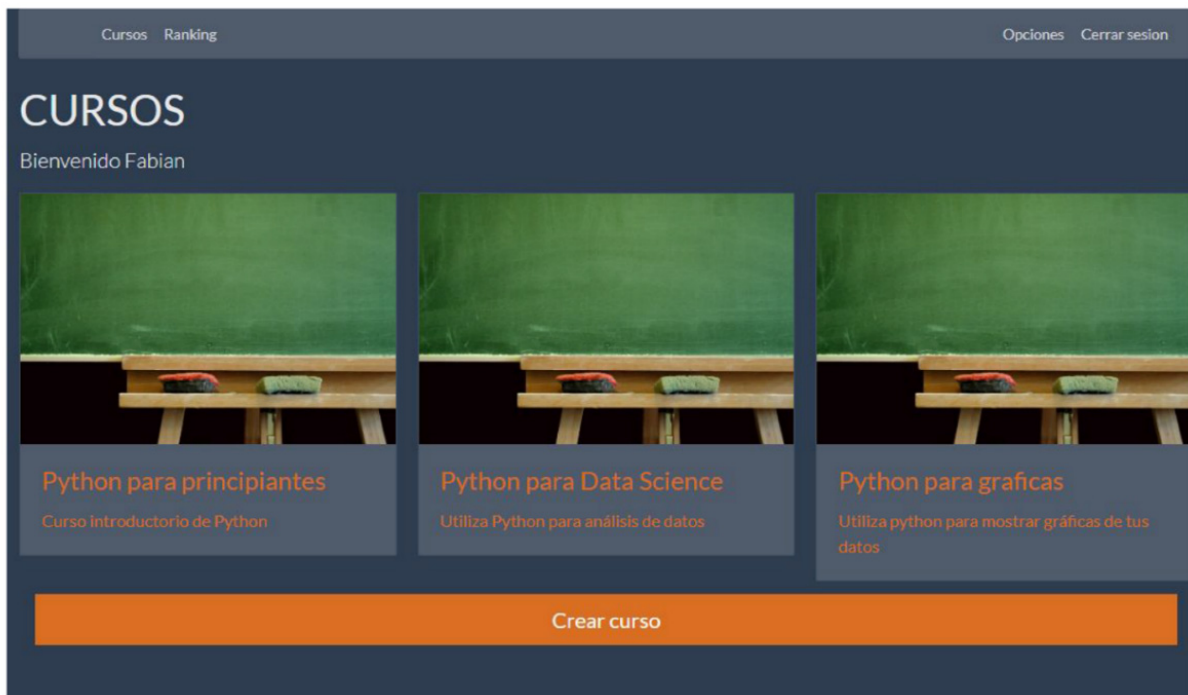 Cursos Ranking Opciones Cerrar sesion
CURSOS
Bienvenido Fabian
Python para principiantes
Curso introductorio de Python
Python para Data Science
Utiliza Python para análisis de datos
Python para graficas
Utiliza python para mostrar gráficas de tus
datos
Crear curso